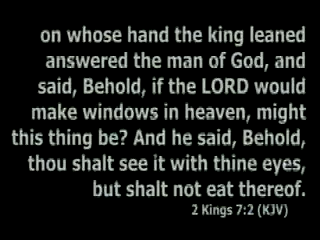 on whose hand the king leaned
answered the man of God, and
said, Behold, if the LORD would
make windows in heaven, might
this thing be? And he said, Behold,
thou shalt see it with thine eyes,
but shalt not eat thereof.
2 Kings 7:2 (KJV)